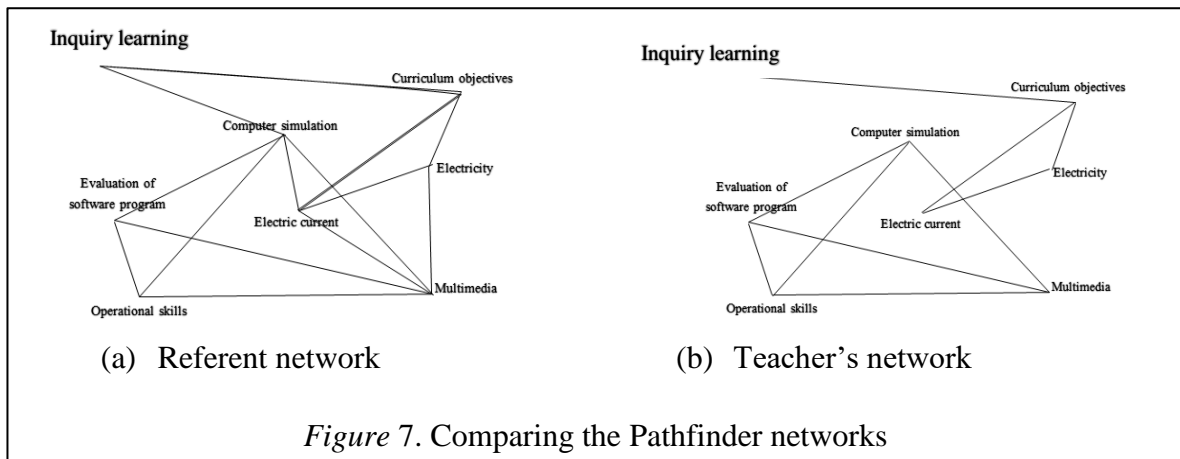 Inquiry learning
Curriculum objectives
Computer simulation
Electricity
Evaluation of
software program
Electric current
Multimedia
Operational skills
(a) Referent network
Inquiry learning
Curriculum objectives
Computer simulation
Electricity
Evaluation of
software program
Electric current
Multimedia
Operational skills
(b) Teacher’s network
Figure 7. Comparing the Pathfinder networks